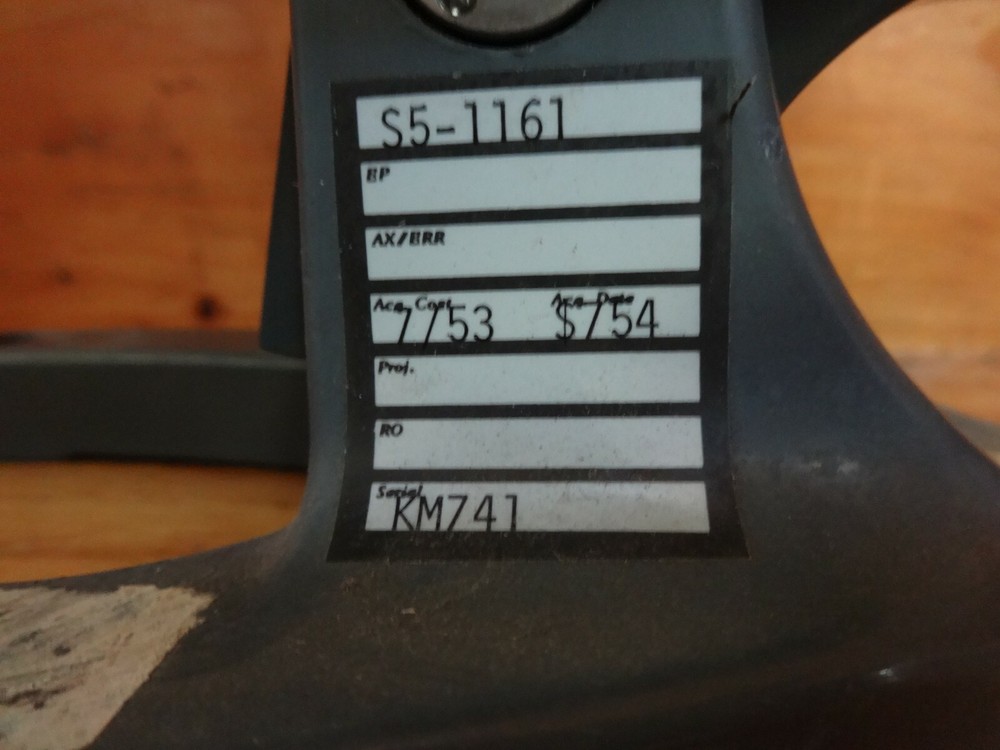 S5-1161
EP
AX/ERR
Acq. Cost Acq. Date
7/53 $754
Proj.
RO
Serial
KM741